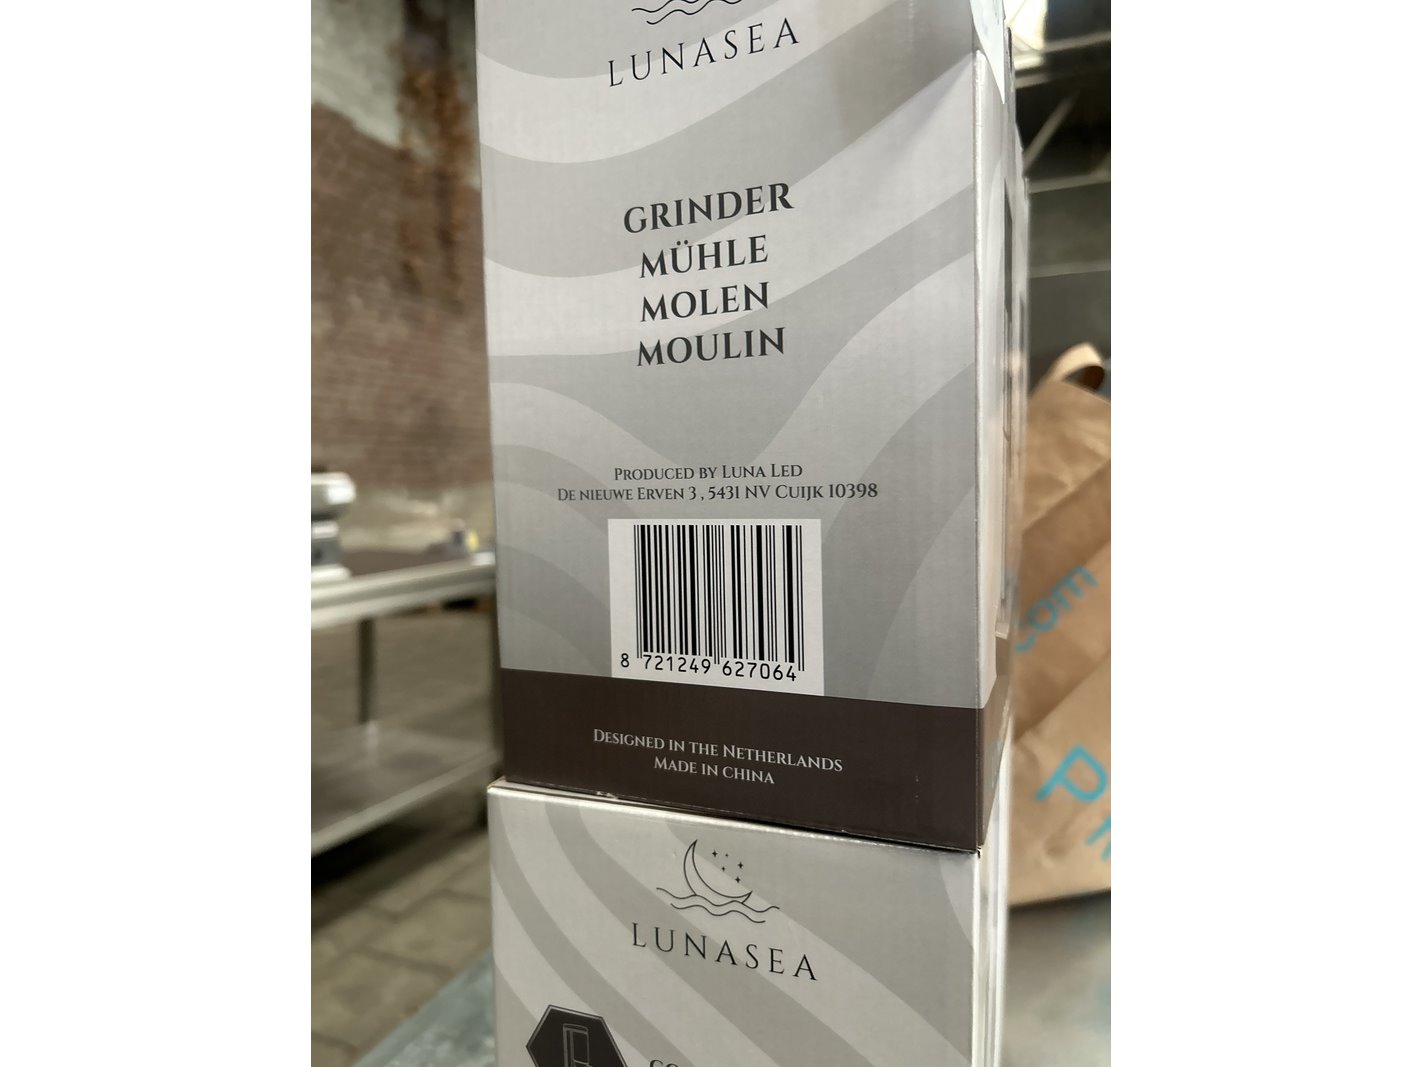 LUNASEA
GRINDER
MÜHLE
MOLEN
MOULIN
PRODUCED BY LUNA LED
DE NIEUWE ERVEN 3 , 5431 NV CUIJK 10398
8 721249 627064
DESIGNED IN THE NETHERLANDS
MADE IN CHINA
LUNASEA
com